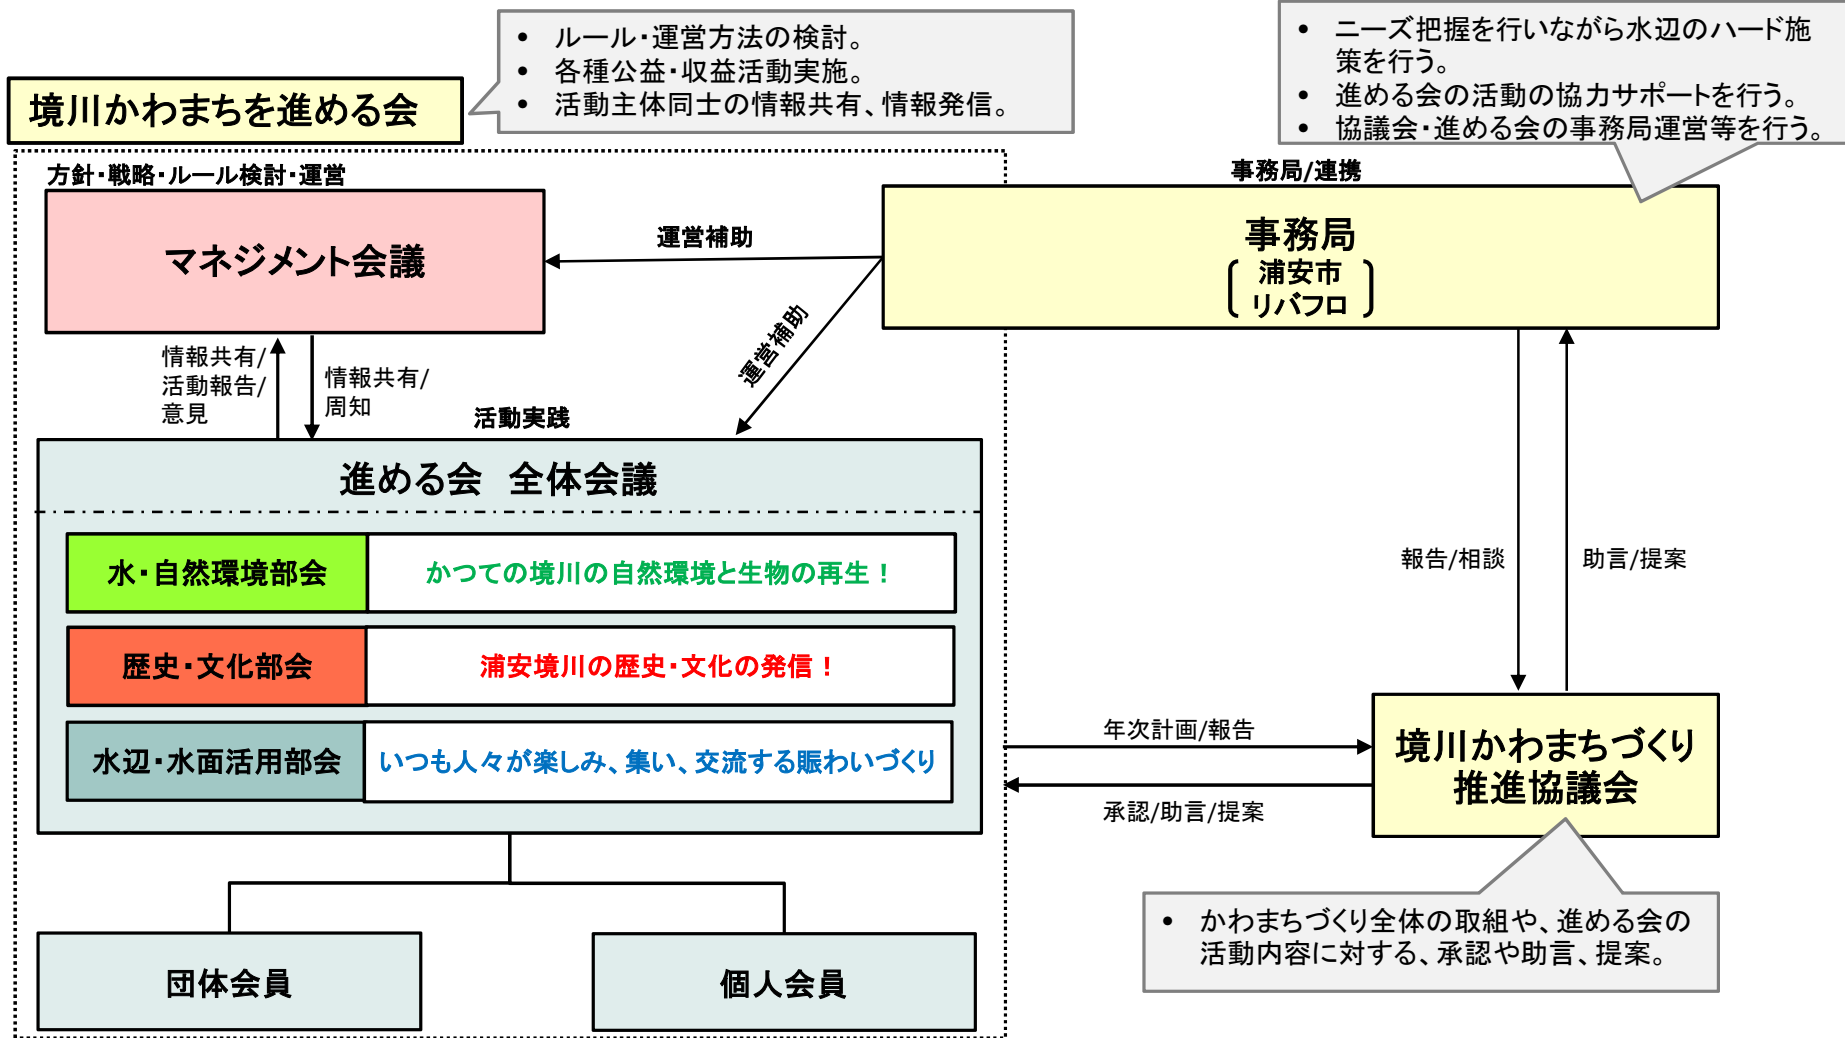 • ルール・運営方法の検討。
• 各種公益・収益活動実施。
• 活動主体同士の情報共有、情報発信。
• ニーズ把握を行いながら水辺のハード施
策を行う。
• 進める会の活動の協力サポートを行う。
• 協議会・進める会の事務局運営等を行う。
境川かわまちを進める会
方針・戦略・ルール検討・運営
マネジメント会議
運営補助
事務局/連携
事務局
浦安市
リバフロ
運営補助
情報共有/
活動報告/
意見
情報共有/
周知
活動実践
進める会 全体会議
水・自然環境部会
かつての境川の自然環境と生物の再生！
歴史・文化部会
浦安境川の歴史・文化の発信！
水辺・水面活用部会
いつも人々が楽しみ、集い、交流する賑わいづくり
報告/相談
助言/提案
年次計画/報告
承認/助言/提案
境川かわまちづくり
推進協議会
• かわまちづくり全体の取組や、進める会の
活動内容に対する、承認や助言、提案。
団体会員
個人会員